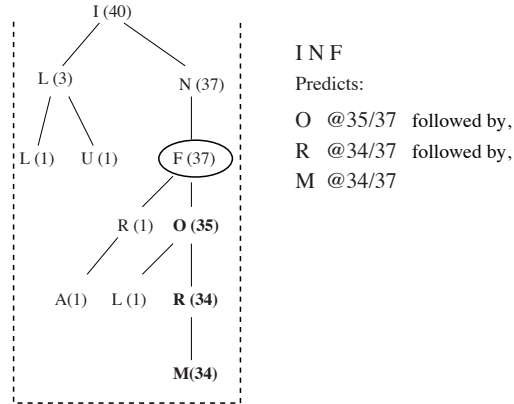 I (40)
L (3) N (37)
L (1) U (1) F (37)
R (1) O (35)
A(1) L (1) R (34)
M(34)
I N F
Predicts:
O @35/37 followed by,
R @34/37 followed by,
M @34/37